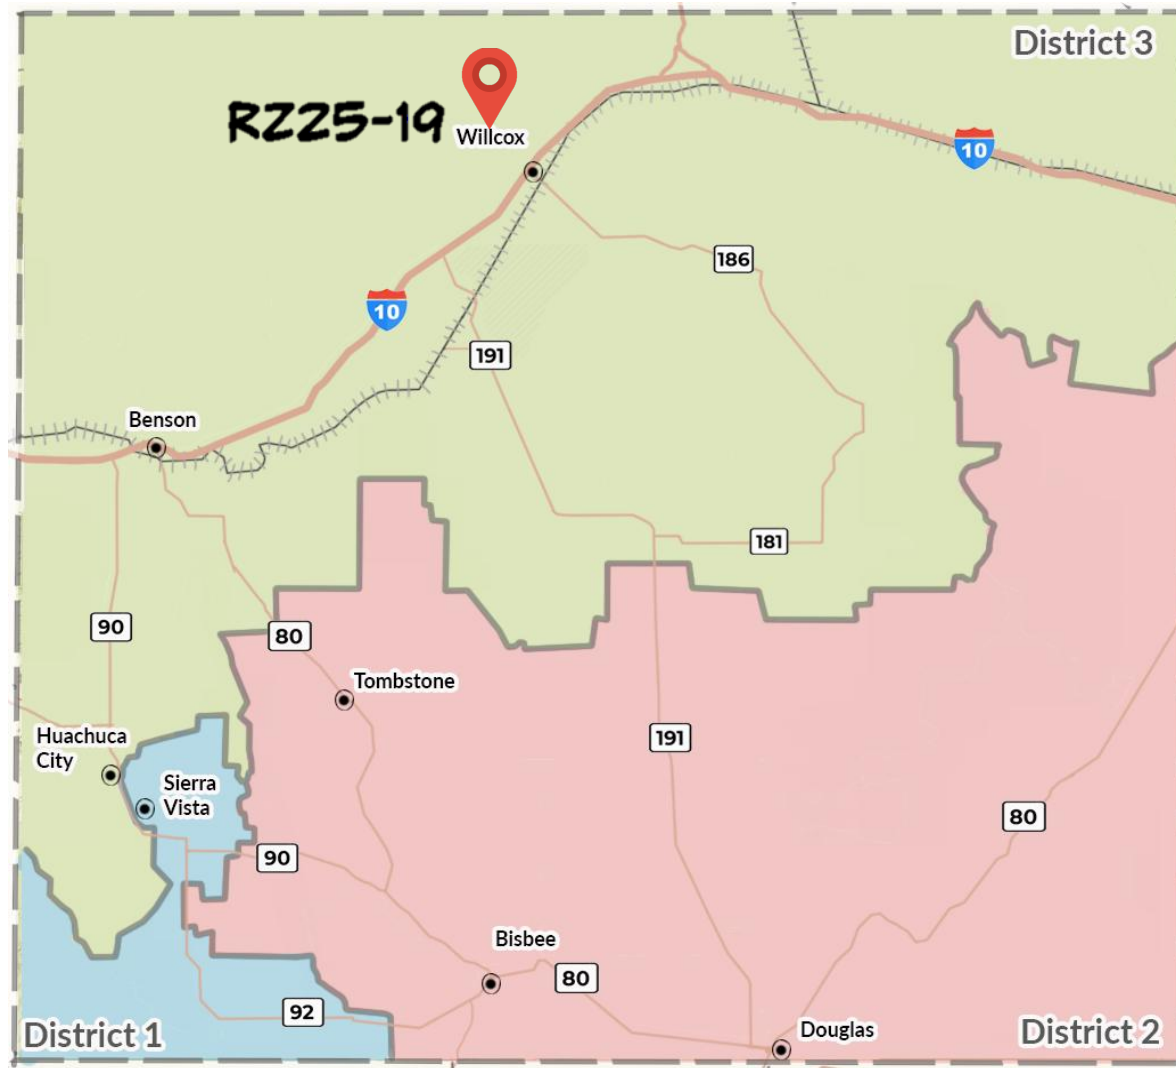 District 3
RZ25-19
Willcox
10
186
10
191
Benson
181
90
80
Tombstone
Huachuca
City
191
Sierra
Vista
80
90
Bisbee
80
92
District 1
Douglas
District 2